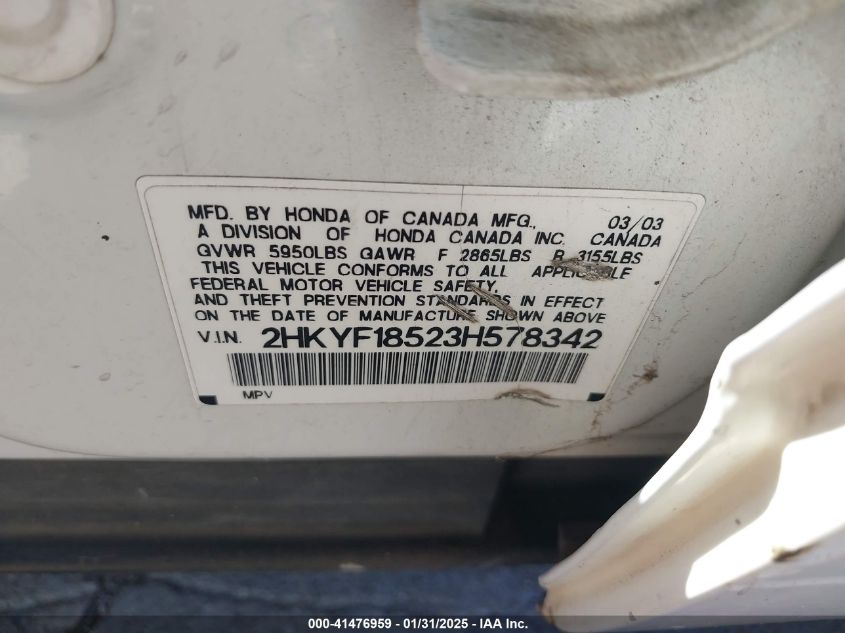 MFD. BY HONDA OF CANADA MFG., 03/03
A DIVISION OF HONDA CANADA INC. CANADA
GVWR 5950LBS GAWR F 2865LBS R 3155LBS
THIS VEHICLE CONFORMS TO ALL APPLICABLE
FEDERAL MOTOR VEHICLE SAFETY,
AND THEFT PREVENTION STANDARDS IN EFFECT
ON THE DATE OF MANUFACTURE SHOWN ABOVE
V.I.N. 2HKYF18523H578342
MPV
000-41476959 - 01/31/2025 - IAA Inc.